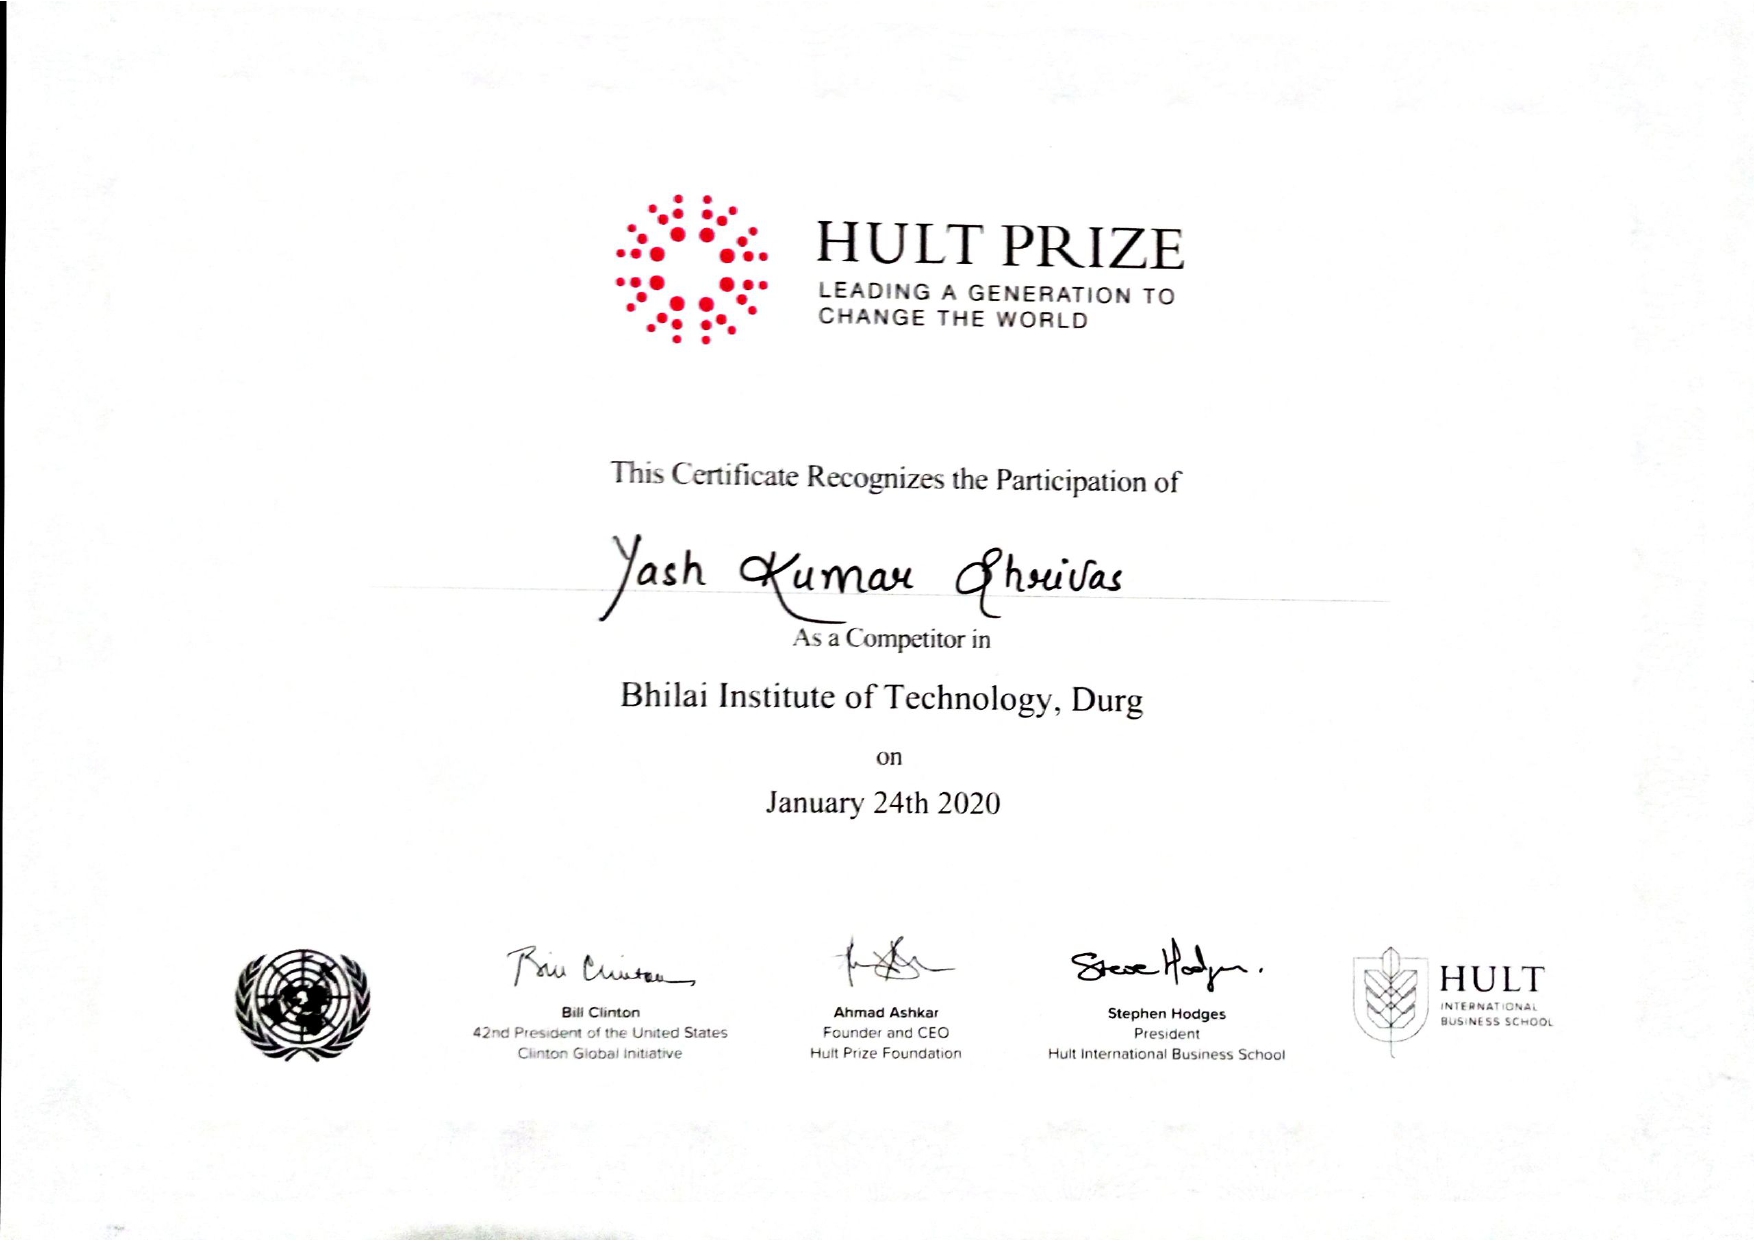 HULT PRIZE
LEADING A GENERATION TO
CHANGE THE WORLD
This Certificate Recognizes the Participation of
Yash Kumar Shrivas
As a Competitor in
Bhilai Institute of Technology, Durg
on
January 24th 2020
Bill Clinton
Steve Hodges.
Bill Clinton
42nd President of the United States
Clinton Global Initiative
Ahmad Ashkar
Founder and CEO
Hult Prize Foundation
Stephen Hodges
President
Hult International Business School
HULT
INTERNATIONAL
BUSINESS SCHOOL